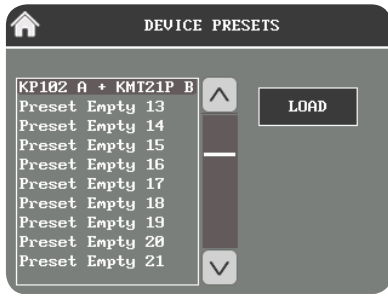 DEVICE PRESETS
KP102 A + KMT21P B
Preset Empty 13
Preset Empty 14
Preset Empty 15
Preset Empty 16
Preset Empty 17
Preset Empty 18
Preset Empty 19
Preset Empty 20
Preset Empty 21
LOAD